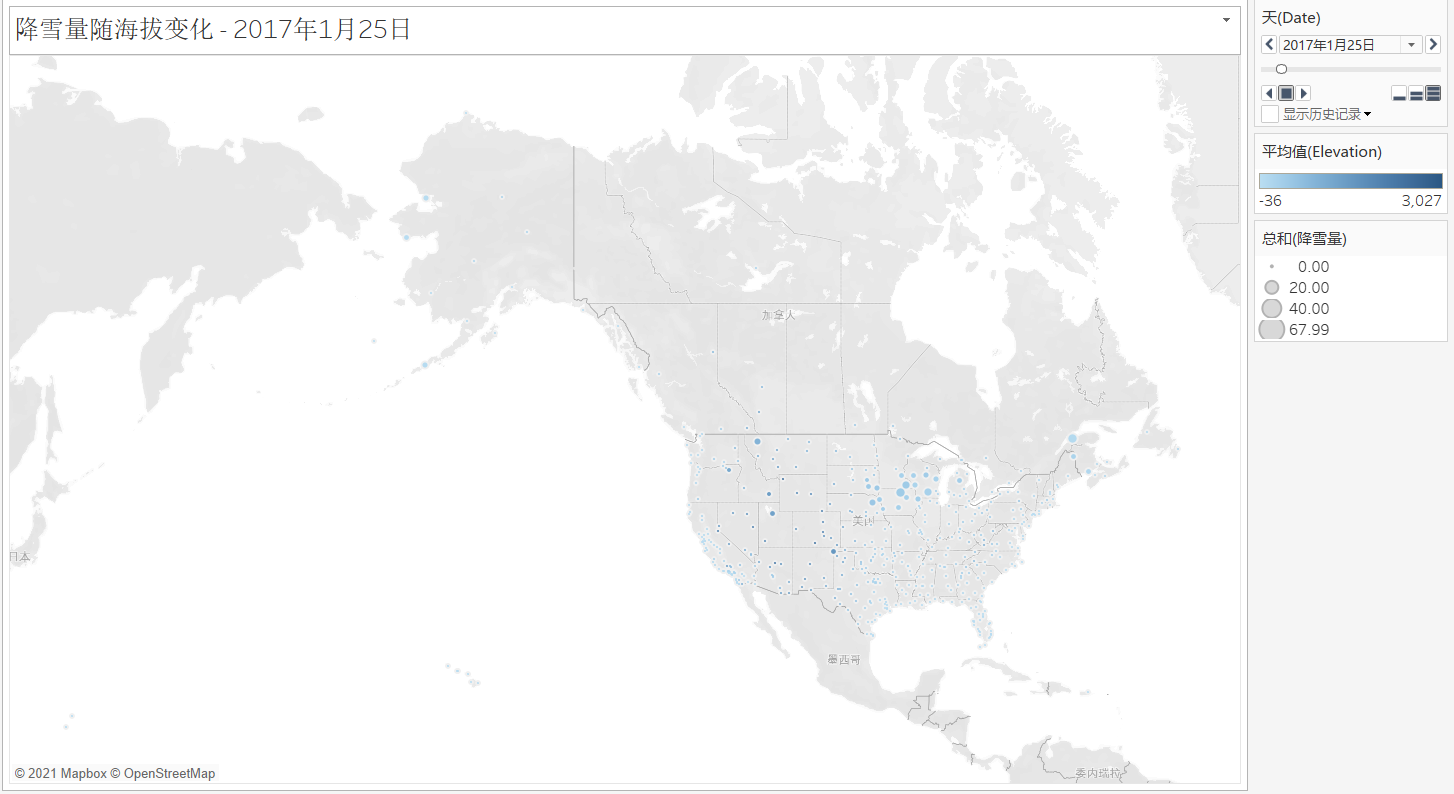 降雪量随海拔变化 - 2017年1月25日
加拿大
美国
日本
墨西哥
委内瑞拉
© 2021 Mapbox © OpenStreetMap
天(Date)
2017年1月25日
显示历史记录
平均值(Elevation)
-36 3,027
总和(降雪量)
0.00
20.00
40.00
67.99